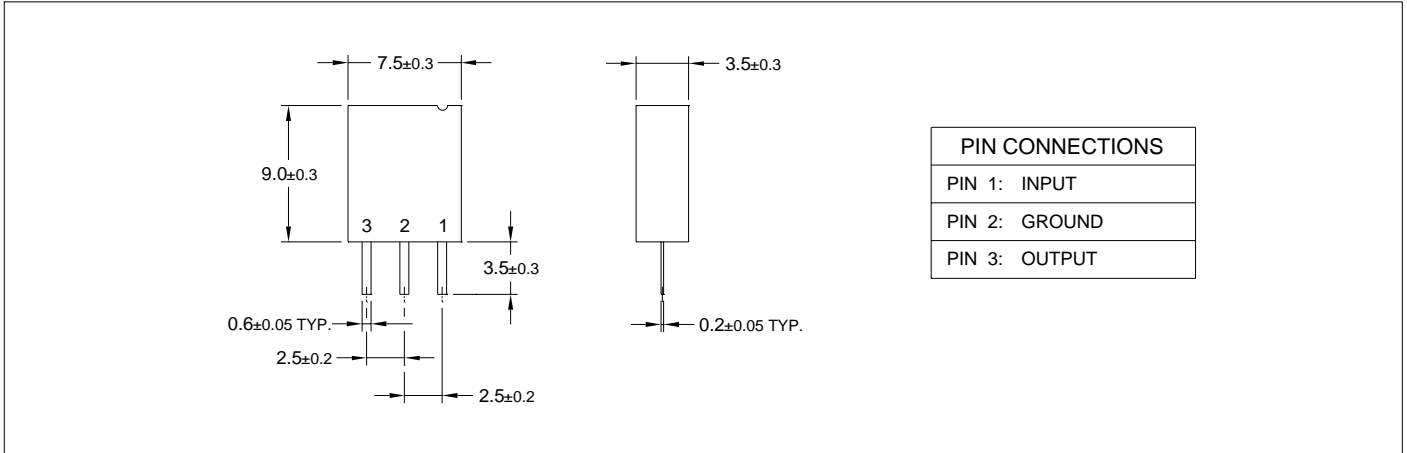 7.5±0.3
3.5±0.3
PIN CONNECTIONS
PIN 1: INPUT
PIN 2: GROUND
PIN 3: OUTPUT
9.0±0.3
3 2 1
3.5±0.3
0.6±0.05 TYP.
0.2±0.05 TYP.
2.5±0.2
2.5±0.2